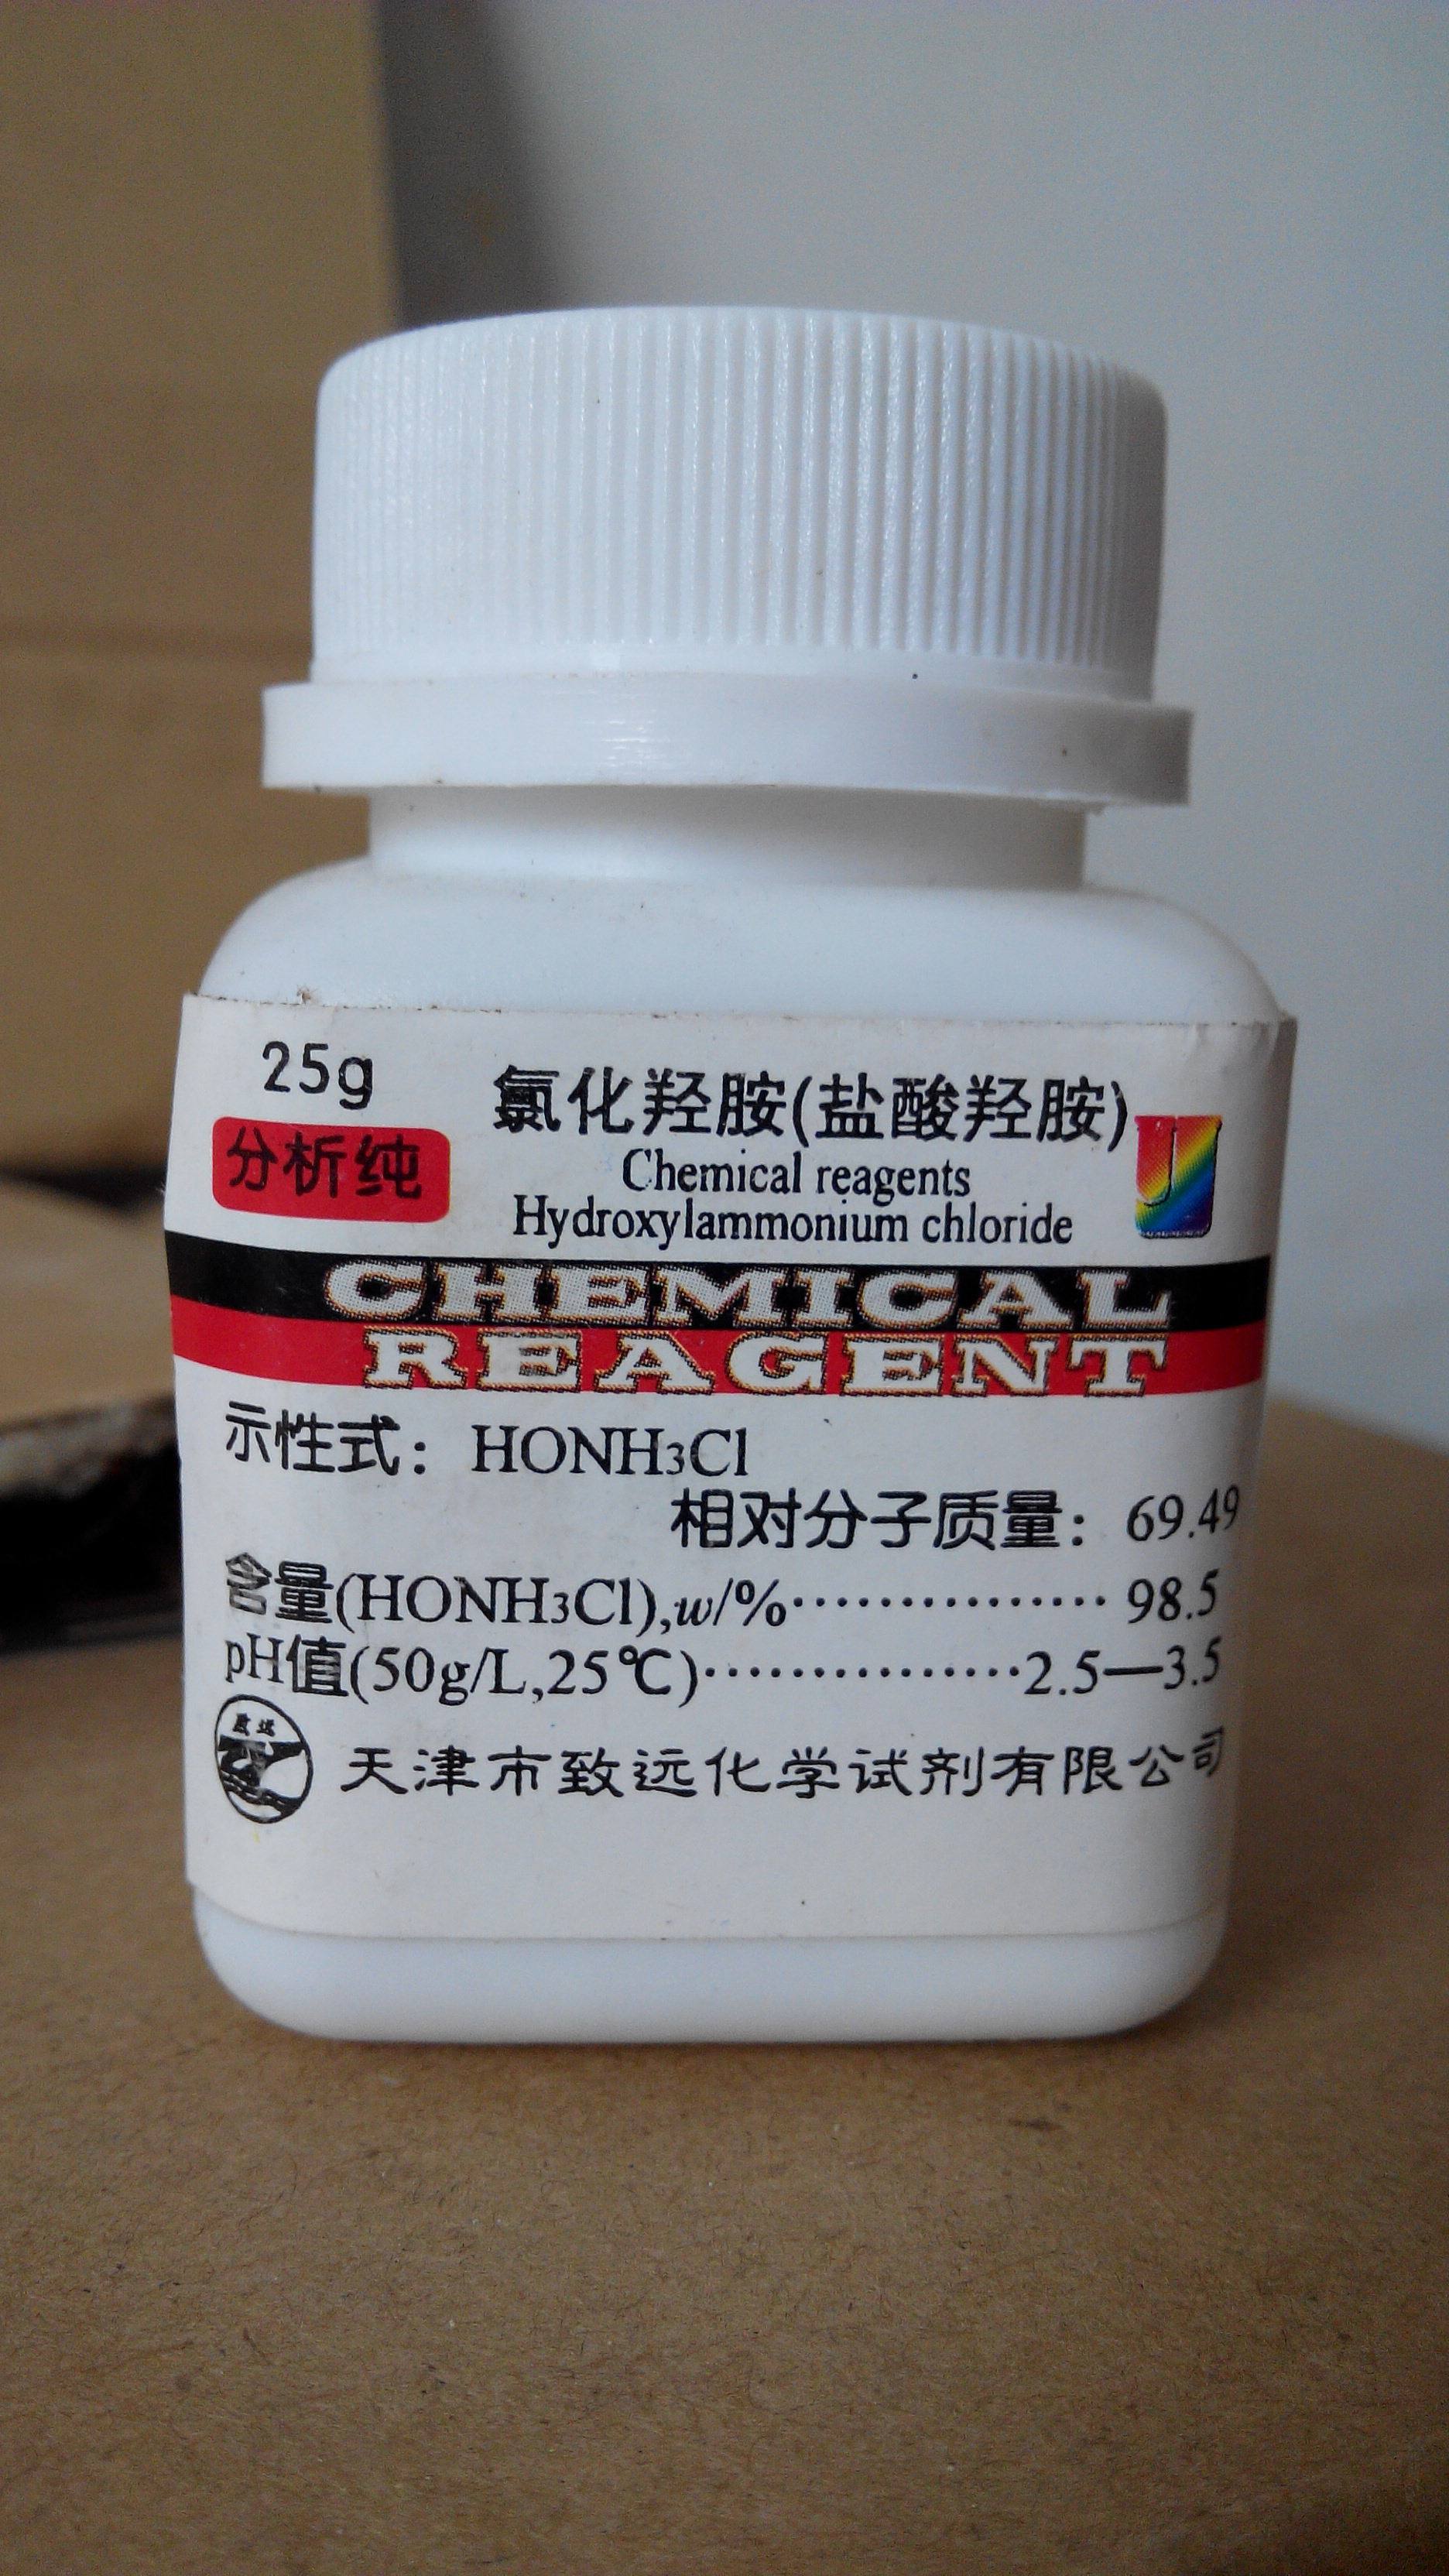 25g
氯化羟胺(盐酸羟胺)
分析纯
Chemical reagents
Hydroxylammonium chloride
CHEMICAL
REAGENT
示性式：HONH₃Cl
相对分子质量：69.49
含量(HONH₃Cl),w/%··············· 98.5
pH值(50g/L,25℃)···············2.5—3.5
致远
天津市致远化学试剂有限公司